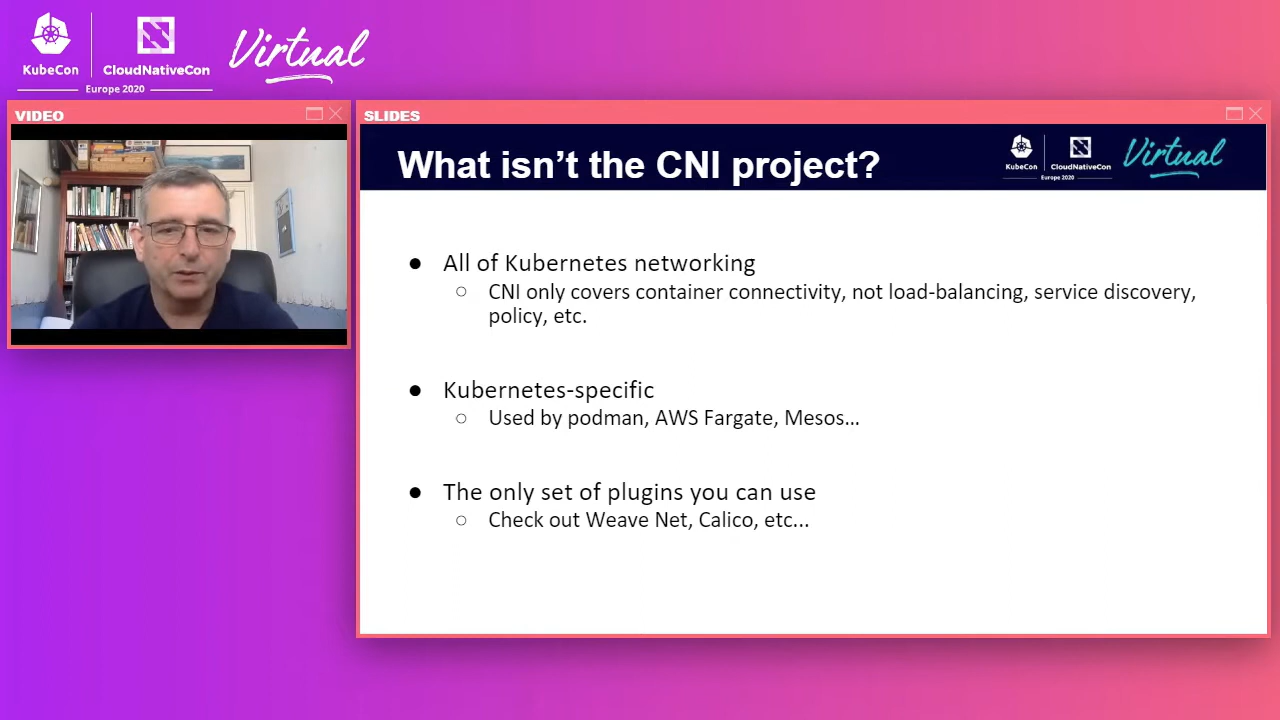 KubeCon
CloudNativeCon
Europe 2020
Virtual
VIDEO
SLIDES
What isn't the CNI project?
KubeCon
CloudNativeCon
Europe 2020
Virtual
● All of Kubernetes networking
○ CNI only covers container connectivity, not load-balancing, service discovery,
policy, etc.
● Kubernetes-specific
○ Used by podman, AWS Fargate, Mesos...
● The only set of plugins you can use
○ Check out Weave Net, Calico, etc...